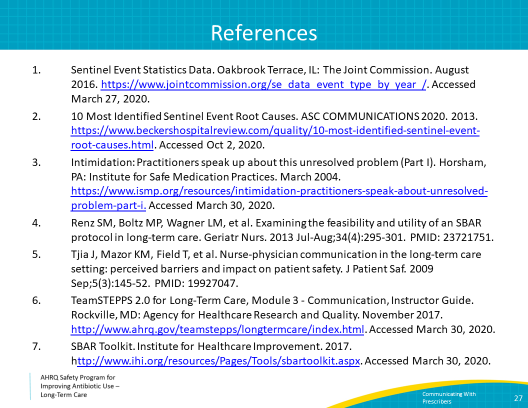 References
1. Sentinel Event Statistics Data. Oakbrook Terrace, IL: The Joint Commission. August
2016. https://www.jointcommission.org/se_data_event_type_by_year_/. Accessed
March 27, 2020.
2. 10 Most Identified Sentinel Event Root Causes. ASC COMMUNICATIONS 2020. 2013.
https://www.beckershospitalreview.com/quality/10-most-identified-sentinel-event-
root-causes.html. Accessed Oct 2, 2020.
3. Intimidation: Practitioners speak up about this unresolved problem (Part I). Horsham,
PA: Institute for Safe Medication Practices. March 2004.
https://www.ismp.org/resources/intimidation-practitioners-speak-about-unresolved-
problem-part-i. Accessed March 30, 2020.
4. Renz SM, Boltz MP, Wagner LM, et al. Examining the feasibility and utility of an SBAR
protocol in long-term care. Geriatr Nurs. 2013 Jul-Aug;34(4):295-301. PMID: 23721751.
5. Tjia J, Mazor KM, Field T, et al. Nurse-physician communication in the long-term care
setting: perceived barriers and impact on patient safety. J Patient Saf. 2009
Sep;5(3):145-52. PMID: 19927047.
6. TeamSTEPPS 2.0 for Long-Term Care, Module 3 - Communication, Instructor Guide.
Rockville, MD: Agency for Healthcare Research and Quality. November 2017.
http://www.ahrq.gov/teamstepps/longtermcare/index.html. Accessed March 30, 2020.
7. SBAR Toolkit. Institute for Healthcare Improvement. 2017.
http://www.ihi.org/resources/Pages/Tools/sbartoolkit.aspx. Accessed March 30, 2020.
AHRQ Safety Program for
Improving Antibiotic Use –
Long-Term Care
Communicating With
Prescribers
27